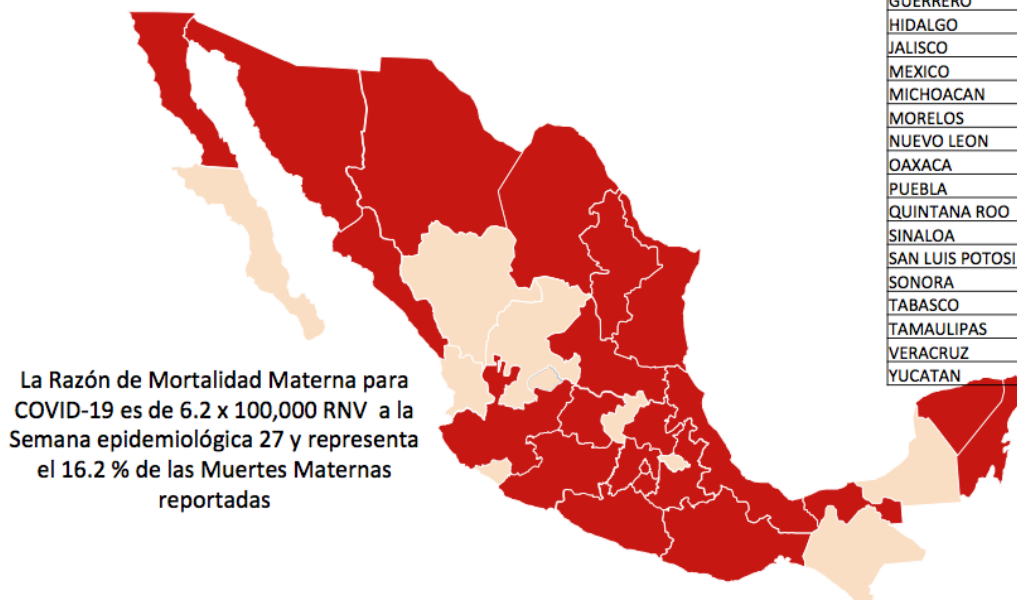 GUERRERO
HIDALGO
JALISCO
MEXICO
MICHOACAN
MORELOS
NUEVO LEON
OAXACA
PUEBLA
QUINTANA ROO
SINALOA
SAN LUIS POTOSI
SONORA
TABASCO
TAMAULIPAS
VERACRUZ
YUCATAN
La Razón de Mortalidad Materna para
COVID-19 es de 6.2 x 100,000 RNV a la
Semana epidemiológica 27 y representa
el 16.2 % de las Muertes Maternas
reportadas